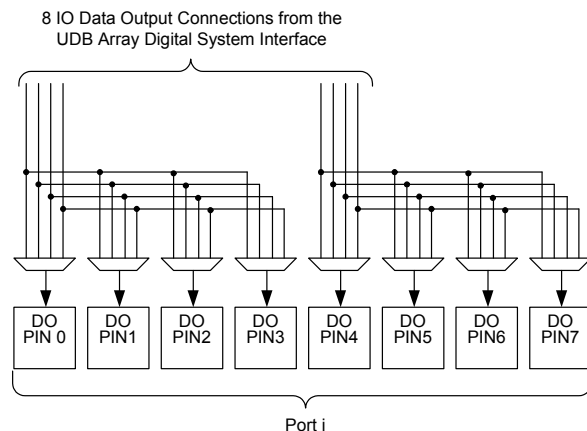 8 IO Data Output Connections from the
UDB Array Digital System Interface
DO
PIN 0
DO
PIN1
DO
PIN2
DO
PIN3
DO
PIN4
DO
PIN5
DO
PIN6
DO
PIN7
Port i